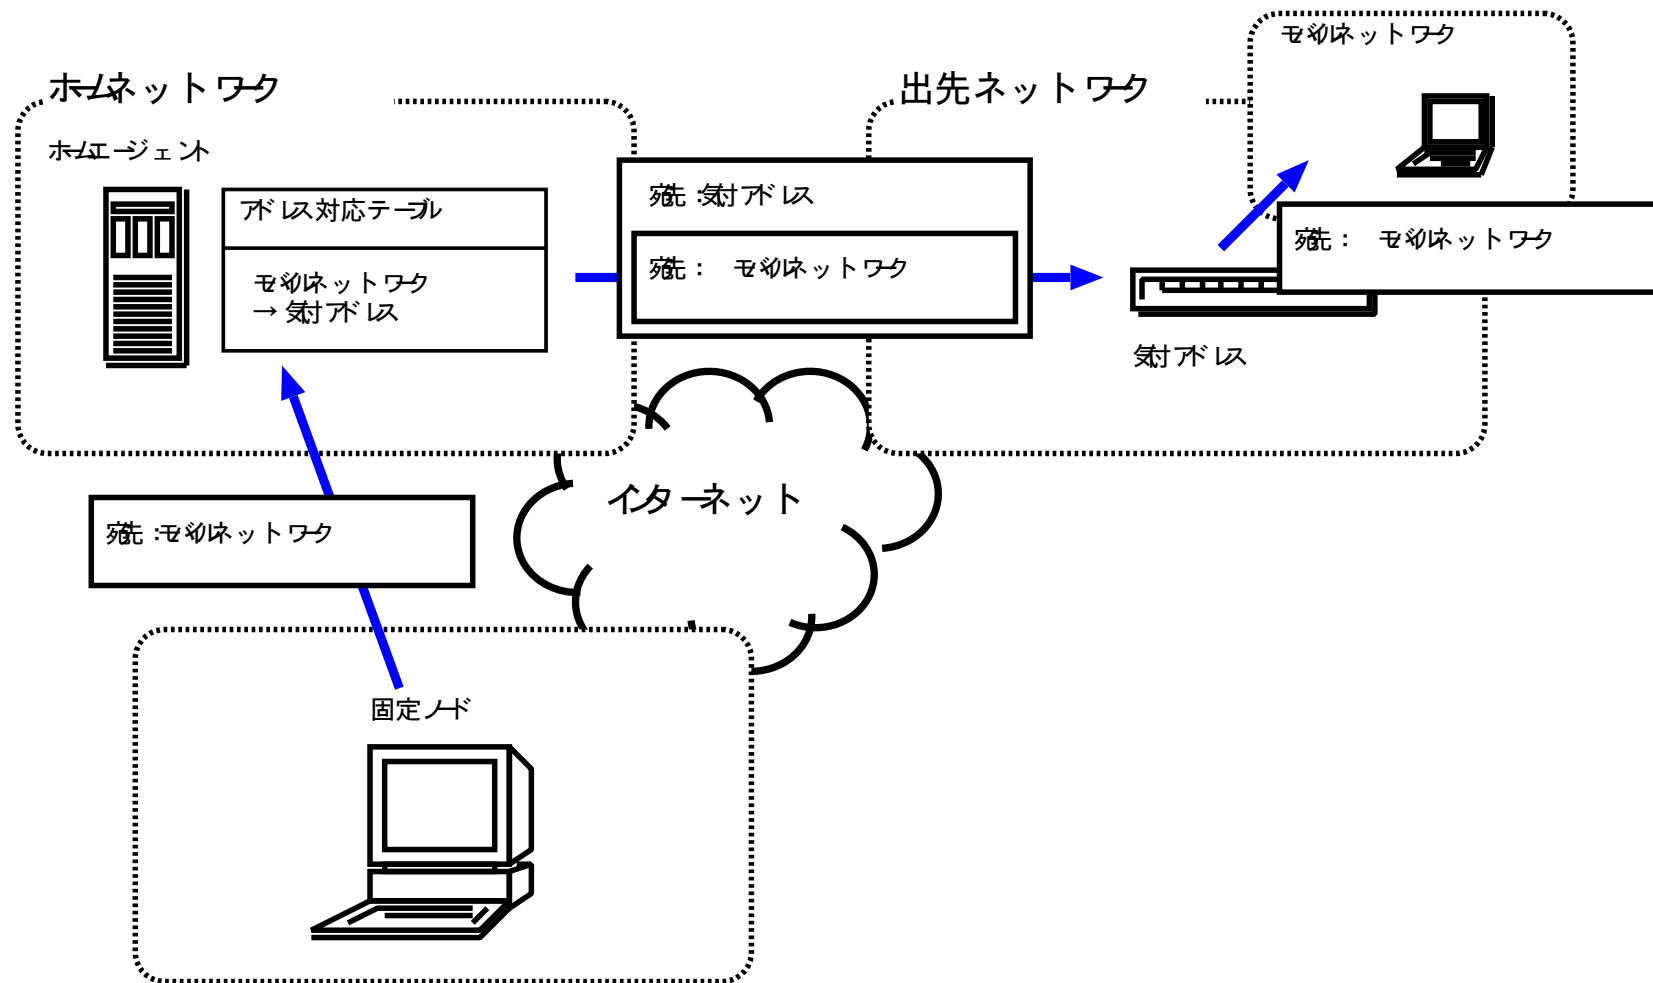 モバイルネットワーク
ホームネットワーク
出先ネットワーク
ホームエージェント
アドレス対応テーブル
モバイルネットワーク
→ 気付アドレス
宛先：気付アドレス
宛先：　モバイルネットワーク
宛先：　モバイルネットワーク
気付アドレス
インターネット
宛先：モバイルネットワーク
固定ノード